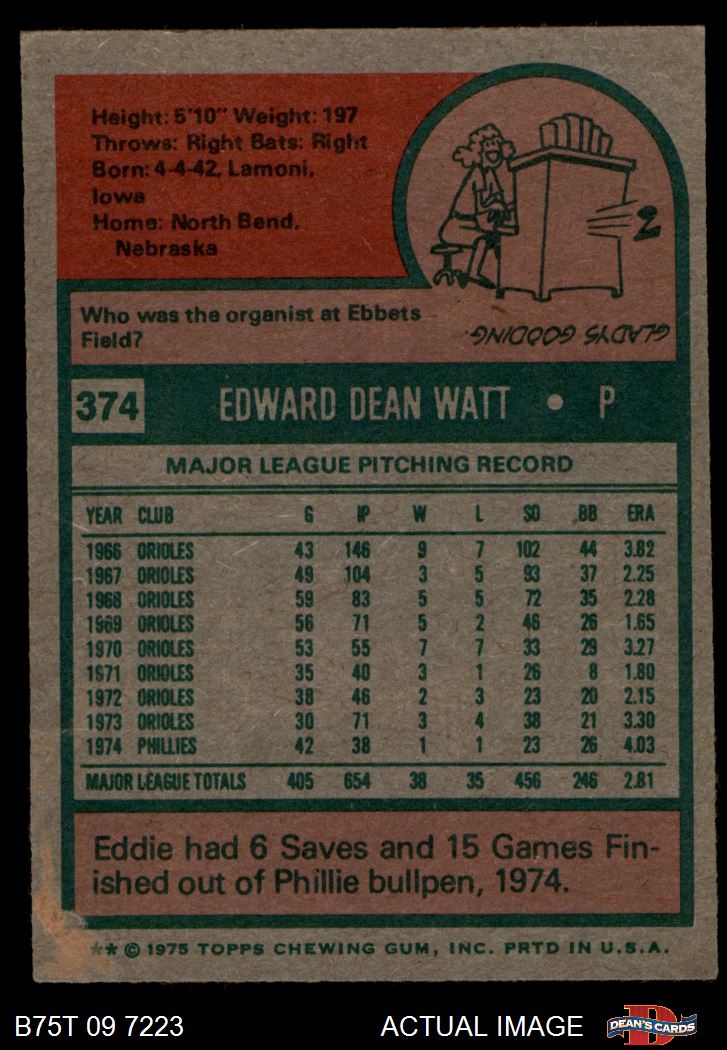 Height: 5'10" Weight: 197
Throws: Right Bats: Right
Born: 4-4-42, Lamoni,
Iowa
Home: North Bend,
Nebraska
Who was the organist at Ebbets
Field?
GLADYS GOODING.
374 EDWARD DEAN WATT • P
MAJOR LEAGUE PITCHING RECORD
YEAR CLUB G IP W L SO BB ERA
1966 ORIOLES 43 146 9 7 102 44 3.82
1967 ORIOLES 49 104 3 5 93 37 2.25
1968 ORIOLES 59 83 5 5 72 35 2.28
1969 ORIOLES 56 71 5 2 46 26 1.65
1970 ORIOLES 53 55 7 7 33 29 3.27
1971 ORIOLES 35 40 3 1 26 8 1.80
1972 ORIOLES 38 46 2 3 23 20 2.15
1973 ORIOLES 30 71 3 4 38 21 3.30
1974 PHILLIES 42 38 1 1 23 26 4.03
MAJOR LEAGUE TOTALS 405 654 38 35 456 246 2.81
Eddie had 6 Saves and 15 Games Fin-
ished out of Phillie bullpen, 1974.
** © 1975 TOPPS CHEWING GUM, INC. PRTD IN U.S.A.
B75T 09 7223 ACTUAL IMAGE DEAN'S CARDS